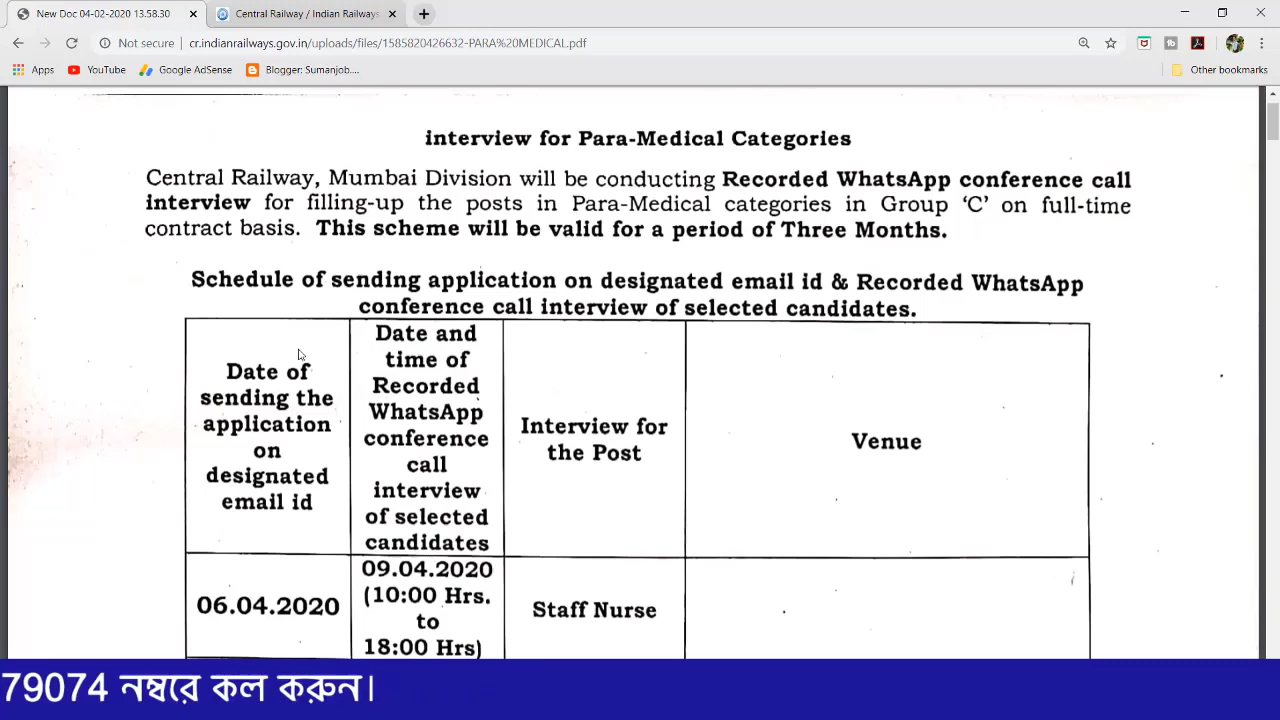 New Doc 04-02-2020 13.58.30
Central Railway / Indian Railways
Not secure
cr.indianrailways.gov.in/uploads/files/1585820426632-PARA%20MEDICAL.pdf
Apps
YouTube
Google AdSense
Blogger: Sumanjob....
Other bookmarks
interview for Para-Medical Categories
Central Railway, Mumbai Division will be conducting Recorded WhatsApp conference call
interview for filling-up the posts in Para-Medical categories in Group 'C' on full-time
contract basis. This scheme will be valid for a period of Three Months.
Schedule of sending application on designated email id & Recorded WhatsApp
conference call interview of selected candidates.
Date of
sending the
application
on
designated
email id
Date and
time of
Recorded
WhatsApp
conference
call
interview
of selected
candidates
Interview for
the Post
Venue
06.04.2020
09.04.2020
(10:00 Hrs.
to
18:00 Hrs)
Staff Nurse
79074 নম্বরে কল করুন।